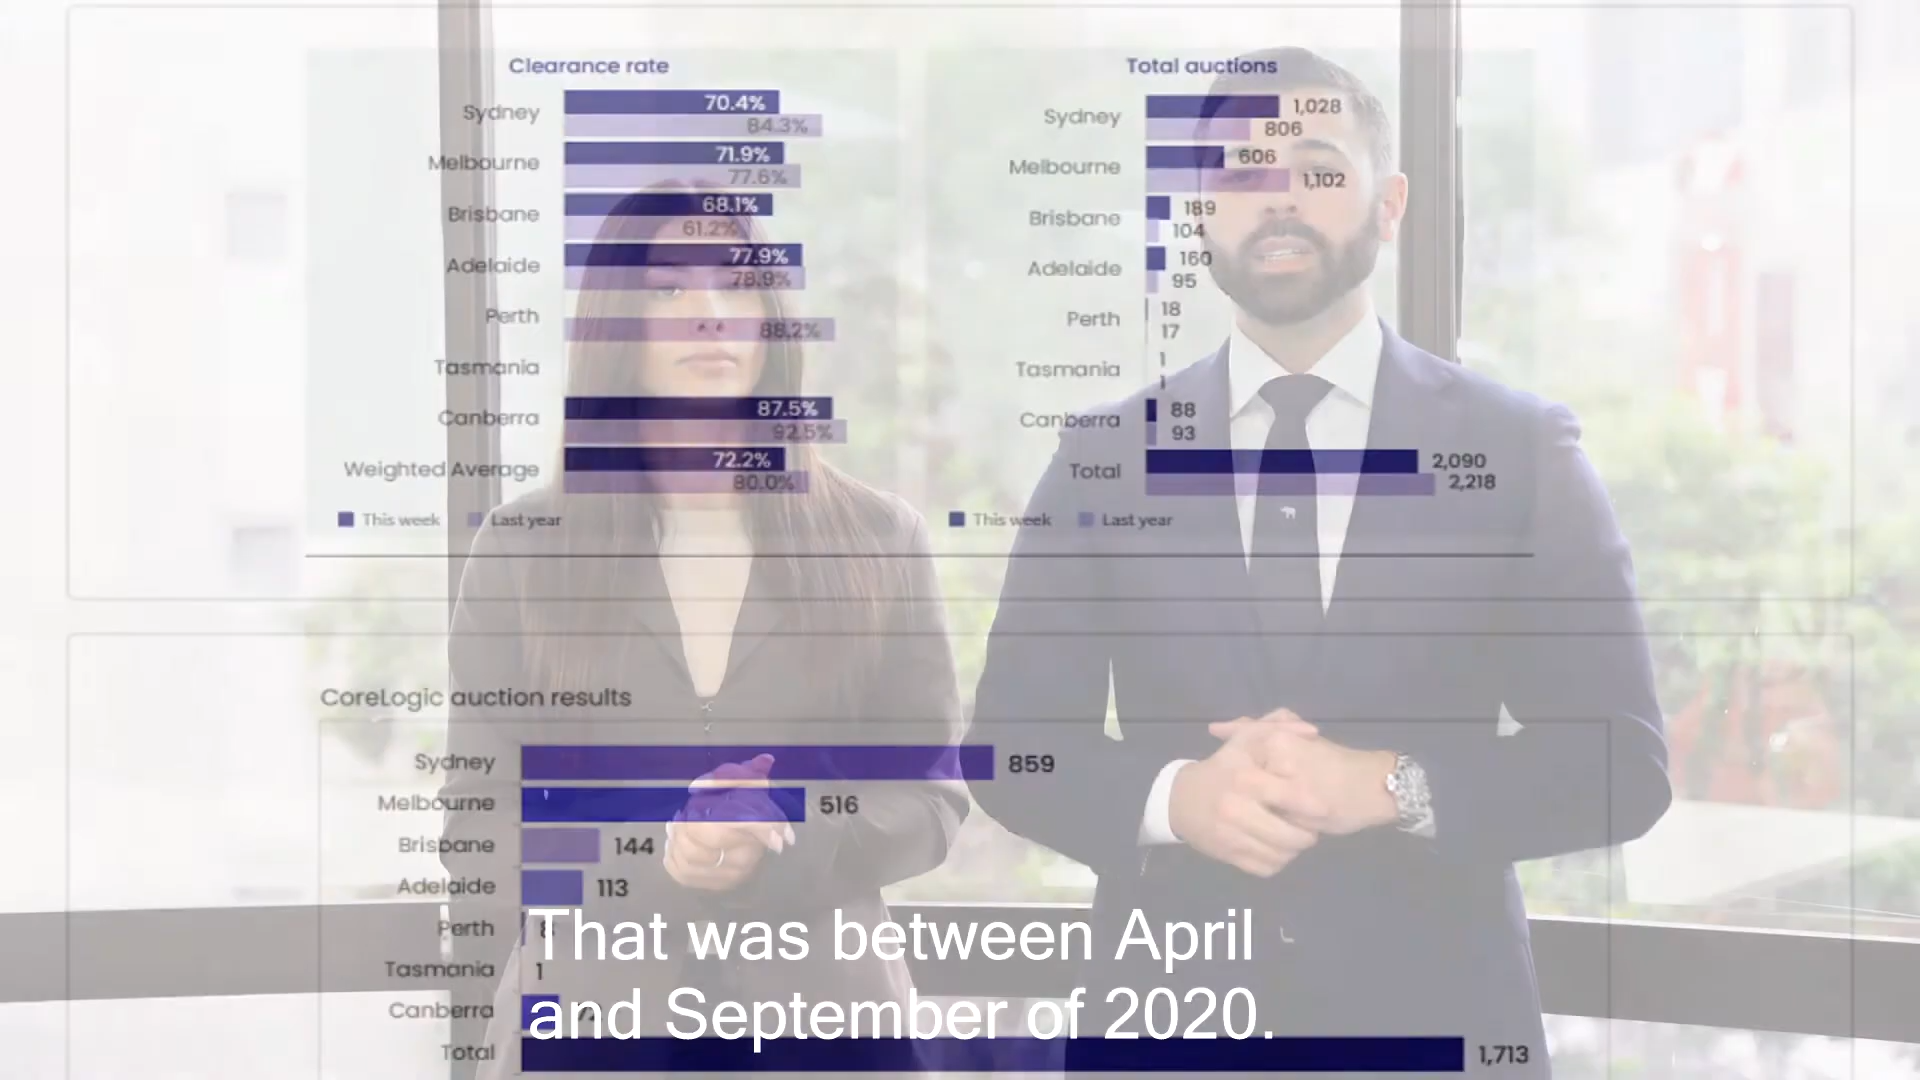 Clearance rate
Sydney
70.4%
84.3%
Melbourne
71.9%
77.6%
Brisbane
68.1%
61.2%
Adelaide
77.9%
78.9%
Perth
88.2%
Tasmania
Canberra
87.5%
92.5%
Weighted Average
72.2%
80.0%
This week
Last year
Total auctions
Sydney
1,028
806
Melbourne
606
1,102
Brisbane
189
104
Adelaide
160
95
Perth
18
17
Tasmania
1
1
Canberra
88
93
Total
2,090
2,218
This week
Last year
CoreLogic auction results
Sydney 859
Melbourne 516
Brisbane 144
Adelaide 113
Perth 8
Tasmania 1
Canberra
Total 1,713
That was between April
and September of 2020.